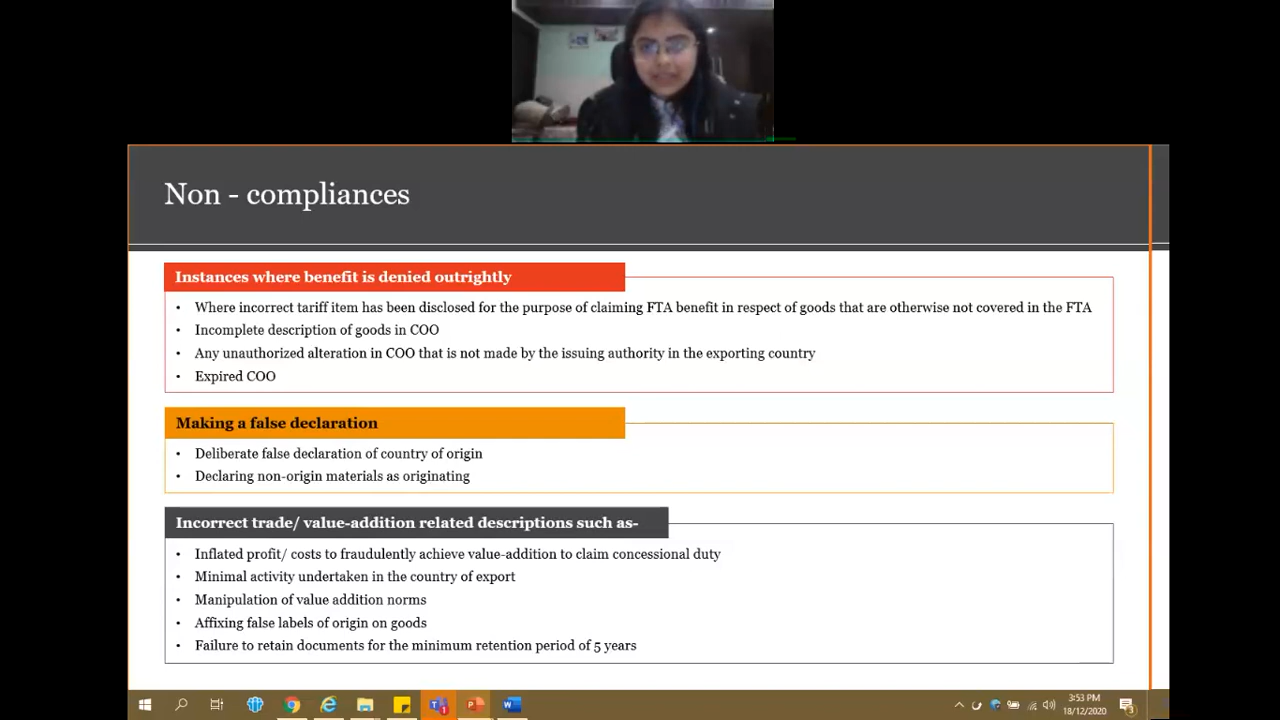 Non - compliances
Instances where benefit is denied outrightly
• Where incorrect tariff item has been disclosed for the purpose of claiming FTA benefit in respect of goods that are otherwise not covered in the FTA
• Incomplete description of goods in COO
• Any unauthorized alteration in COO that is not made by the issuing authority in the exporting country
• Expired COO
Making a false declaration
• Deliberate false declaration of country of origin
• Declaring non-origin materials as originating
Incorrect trade/ value-addition related descriptions such as-
• Inflated profit/ costs to fraudulently achieve value-addition to claim concessional duty
• Minimal activity undertaken in the country of export
• Manipulation of value addition norms
• Affixing false labels of origin on goods
• Failure to retain documents for the minimum retention period of 5 years
3:53 PM
18/12/2020